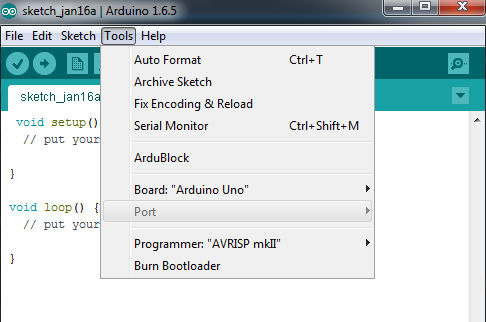 sketch_jan16a | Arduino 1.6.5
File Edit Sketch Tools Help
sketch_jan16a
Auto Format Ctrl+T
Archive Sketch
Fix Encoding & Reload
Serial Monitor Ctrl+Shift+M
ArduBlock
Board: "Arduino Uno"
Port
Programmer: "AVRISP mkII"
Burn Bootloader
void setup()
// put your
}
void loop() {
// put your
}